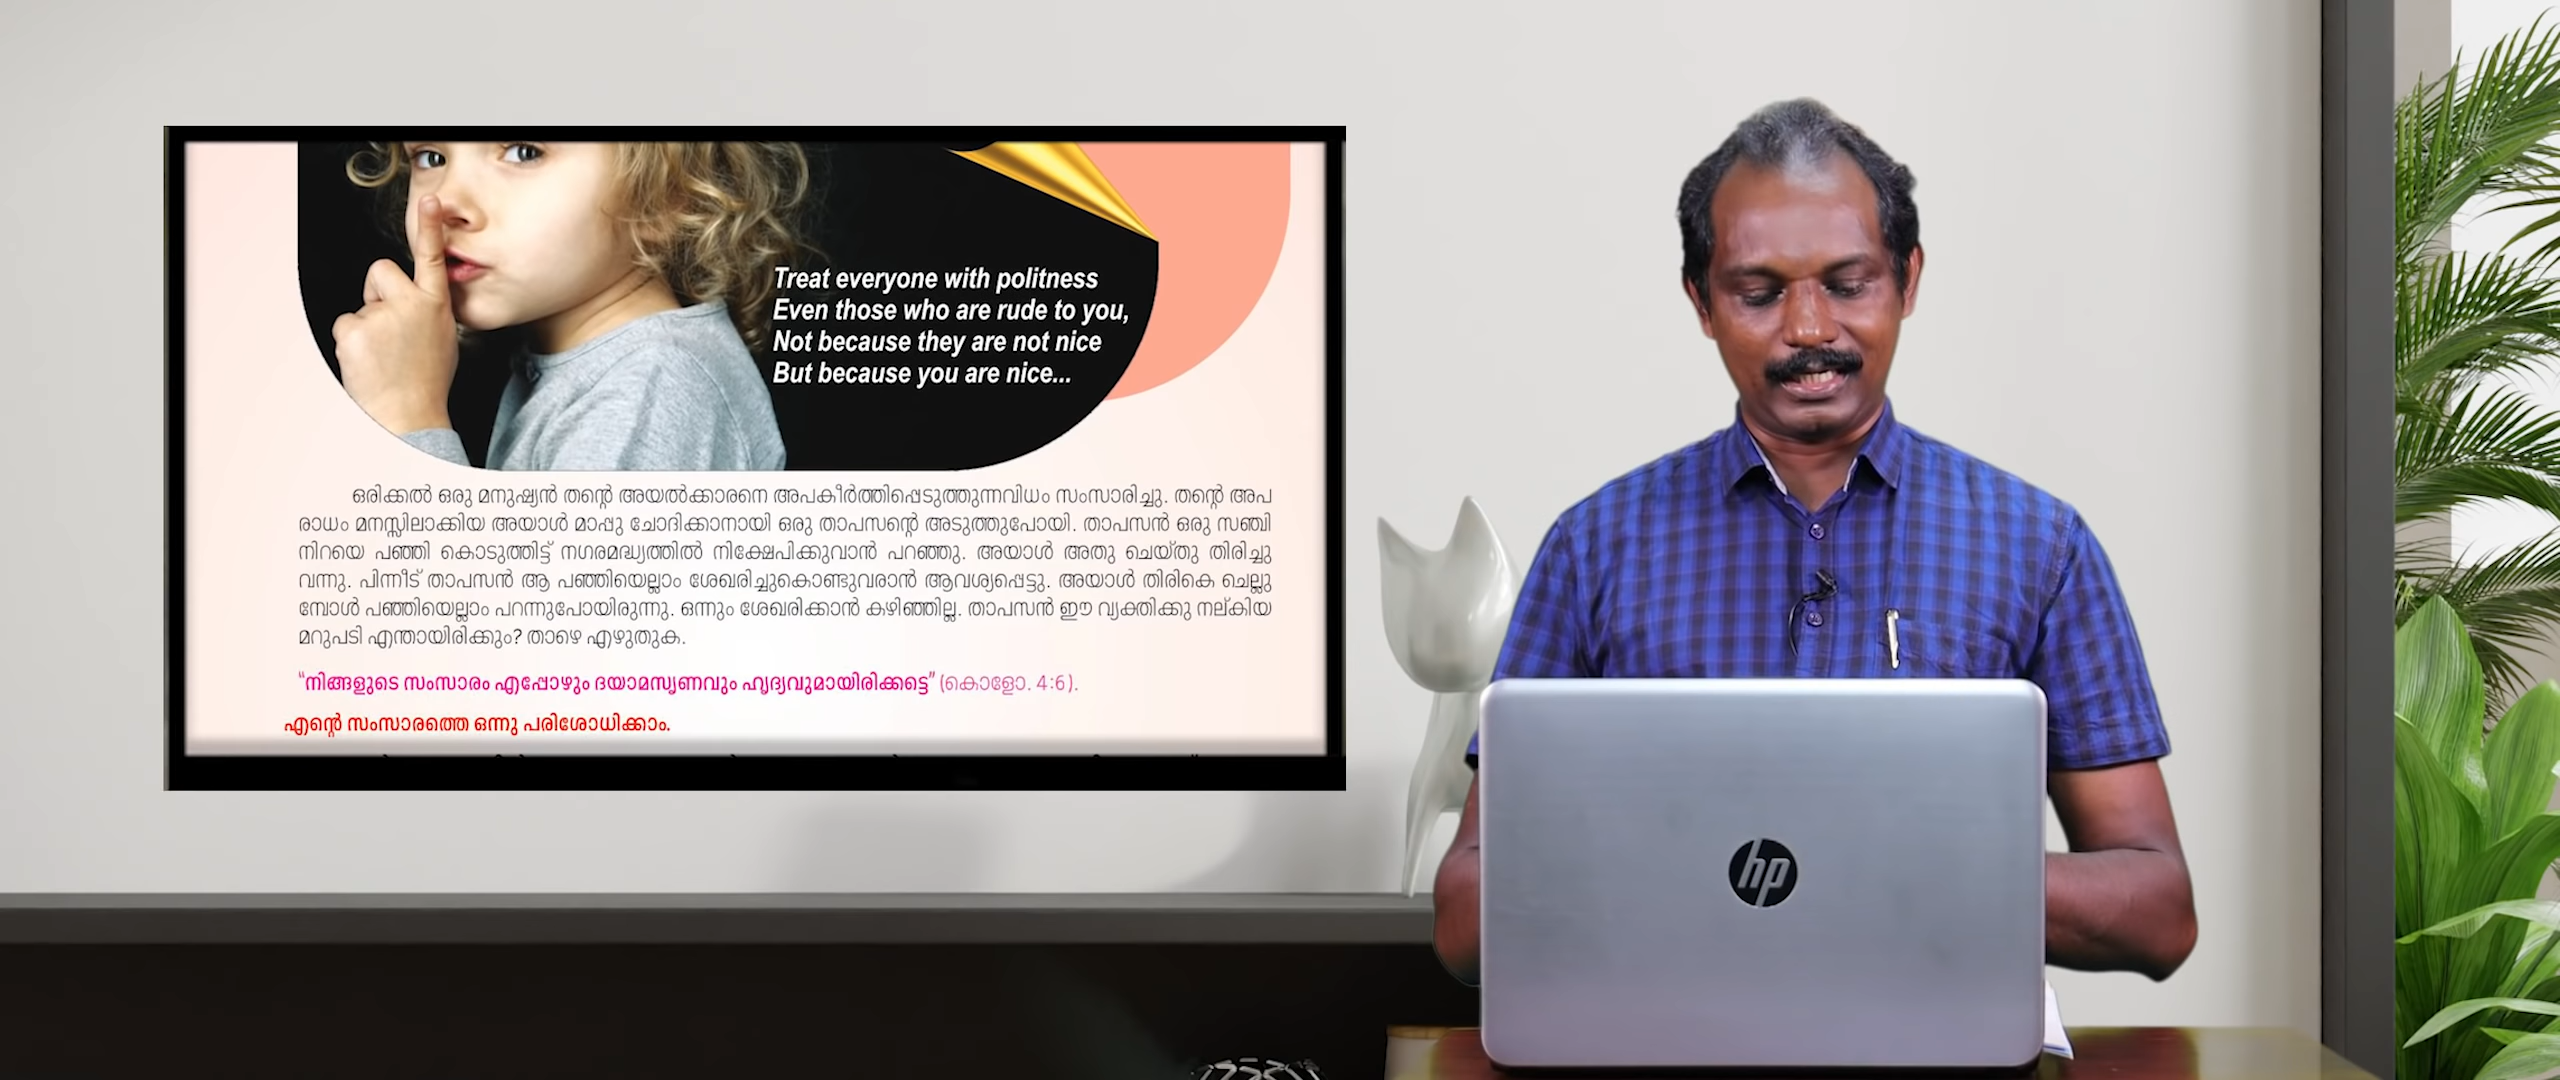 Treat everyone with politness
Even those who are rude to you,
Not because they are not nice
But because you are nice...
ഒരിക്കൽ ഒരു മനുഷ്യൻ തന്റെ അയൽക്കാരനെ അപകീർത്തിപ്പെടുത്തുന്നവിധം സംസാരിച്ചു. തന്റെ അപ
രാധം മനസ്സിലാക്കിയ അയാൾ മാപ്പു ചോദിക്കാനായി ഒരു താപസന്റെ അടുത്തുപോയി. താപസൻ ഒരു സഞ്ചി
നിറയെ പഞ്ഞി കൊടുത്തിട്ട് നഗരമദ്ധ്യത്തിൽ നിക്ഷേപിക്കുവാൻ പറഞ്ഞു. അയാൾ അതു ചെയ്തു തിരിച്ചു
വന്നു. പിന്നീട് താപസൻ ആ പഞ്ഞിയെല്ലാം ശേഖരിച്ചുകൊണ്ടുവരാൻ ആവശ്യപ്പെട്ടു. അയാൾ തിരികെ ചെല്ലു
മ്പോൾ പഞ്ഞിയെല്ലാം പറന്നുപോയിരുന്നു. ഒന്നും ശേഖരിക്കാൻ കഴിഞ്ഞില്ല. താപസൻ ഈ വ്യക്തിക്കു നല്കിയ
മറുപടി എന്തായിരിക്കും? താഴെ എഴുതുക.
"നിങ്ങളുടെ സംസാരം എപ്പോഴും ദയാമസൃണവും ഹൃദ്യവുമായിരിക്കട്ടെ" (കൊളോ. 4:6).
എന്റെ സംസാരത്തെ ഒന്നു പരിശോധിക്കാം.
hp